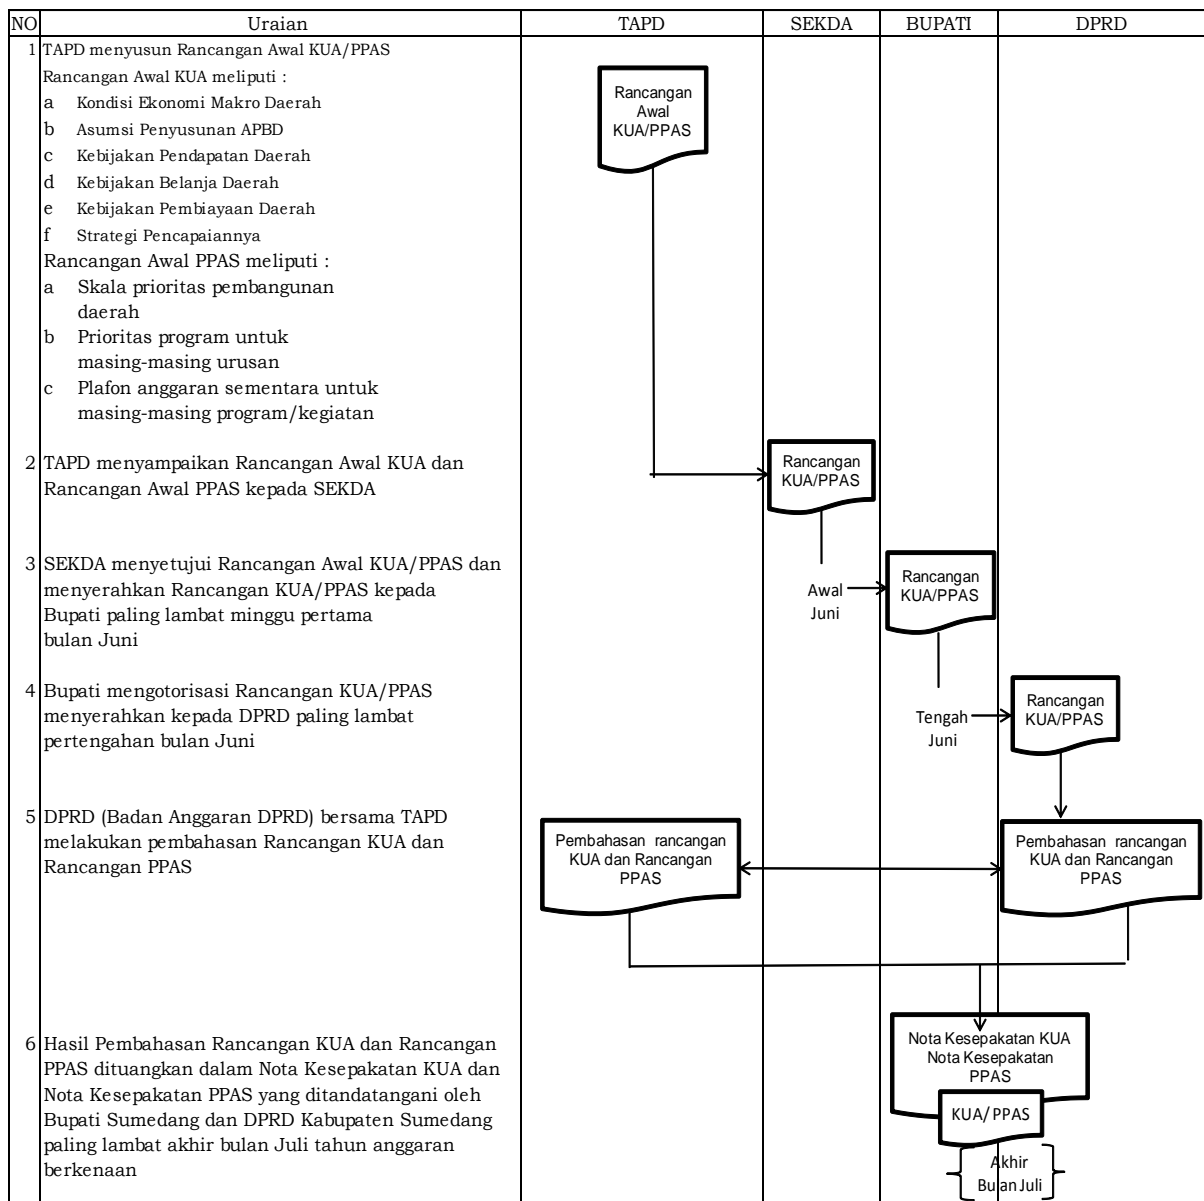 NO Uraian TAPD SEKDA BUPATI DPRD
1 TAPD menyusun Rancangan Awal KUA/PPAS
Rancangan Awal KUA meliputi :
a Kondisi Ekonomi Makro Daerah
b Asumsi Penyusunan APBD
c Kebijakan Pendapatan Daerah
d Kebijakan Belanja Daerah
e Kebijakan Pembiayaan Daerah
f Strategi Pencapaiannya
Rancangan Awal PPAS meliputi :
a Skala prioritas pembangunan
daerah
b Prioritas program untuk
masing-masing urusan
c Plafon anggaran sementara untuk
masing-masing program/kegiatan
Rancangan
Awal
KUA/PPAS
2 TAPD menyampaikan Rancangan Awal KUA dan
Rancangan Awal PPAS kepada SEKDA
Rancangan
KUA/PPAS
3 SEKDA menyetujui Rancangan Awal KUA/PPAS dan
menyerahkan Rancangan KUA/PPAS kepada
Bupati paling lambat minggu pertama
bulan Juni
Awal
Juni
Rancangan
KUA/PPAS
4 Bupati mengotorisasi Rancangan KUA/PPAS
menyerahkan kepada DPRD paling lambat
pertengahan bulan Juni
Tengah
Juni
Rancangan
KUA/PPAS
5 DPRD (Badan Anggaran DPRD) bersama TAPD
melakukan pembahasan Rancangan KUA dan
Rancangan PPAS
Pembahasan rancangan
KUA dan Rancangan
PPAS
Pembahasan rancangan
KUA dan Rancangan
PPAS
6 Hasil Pembahasan Rancangan KUA dan Rancangan
PPAS dituangkan dalam Nota Kesepakatan KUA dan
Nota Kesepakatan PPAS yang ditandatangani oleh
Bupati Sumedang dan DPRD Kabupaten Sumedang
paling lambat akhir bulan Juli tahun anggaran
berkenaan
Nota Kesepakatan KUA
Nota Kesepakatan
PPAS
KUA/PPAS
Akhir
Bulan Juli